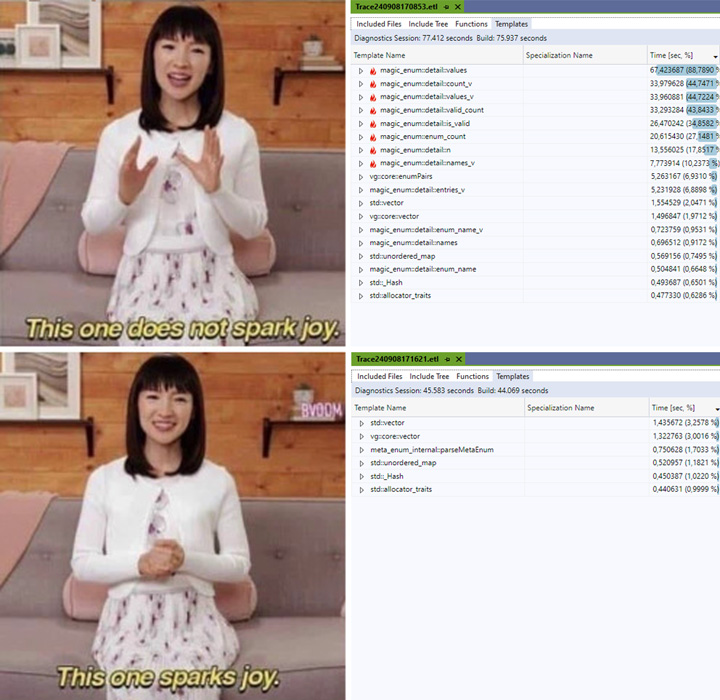 This one does not spark joy.
Trace240908170853.etl
Included Files Include Tree Functions Templates
Diagnostics Session: 77.412 seconds Build: 75.937 seconds
Template Name Specialization Name Time [sec, %]
magic_enum::detail::values 67,423687 (88,7890 %)
magic_enum::detail::count_v 33,979628 (44,7471 %)
magic_enum::detail::values_v 33,960881 (44,7224 %)
magic_enum::detail::valid_count 33,293284 (43,8433 %)
magic_enum::detail::is_valid 26,470242 (34,8582 %)
magic_enum::enum_count 20,615430 (27,1481 %)
magic_enum::detail::n 13,556025 (17,8517 %)
magic_enum::detail::names_v 7,773914 (10,2373 %)
vg::core::enumPairs 5,263167 (6,9310 %)
magic_enum::detail::entries_v 5,231928 (6,8898 %)
std::vector 1,554529 (2,0471 %)
vg::core::vector 1,496847 (1,9712 %)
magic_enum::detail::enum_name_v 0,723759 (0,9531 %)
magic_enum::detail::names 0,696512 (0,9172 %)
std::unordered_map 0,569156 (0,7495 %)
magic_enum::detail::enum_name 0,504841 (0,6648 %)
std::_Hash 0,493687 (0,6501 %)
std::allocator_traits 0,477330 (0,6286 %)
BVOOM
This one sparks joy.
Trace240908171621.etl
Included Files Include Tree Functions Templates
Diagnostics Session: 45.583 seconds Build: 44.069 seconds
Template Name Specialization Name Time [sec, %]
std::vector 1,435672 (3,2578 %)
vg::core::vector 1,322763 (3,0016 %)
meta_enum_internal::parseMetaEnum 0,750628 (1,7033 %)
std::unordered_map 0,520957 (1,1821 %)
std::_Hash 0,450387 (1,0220 %)
std::allocator_traits 0,440631 (0,9999 %)